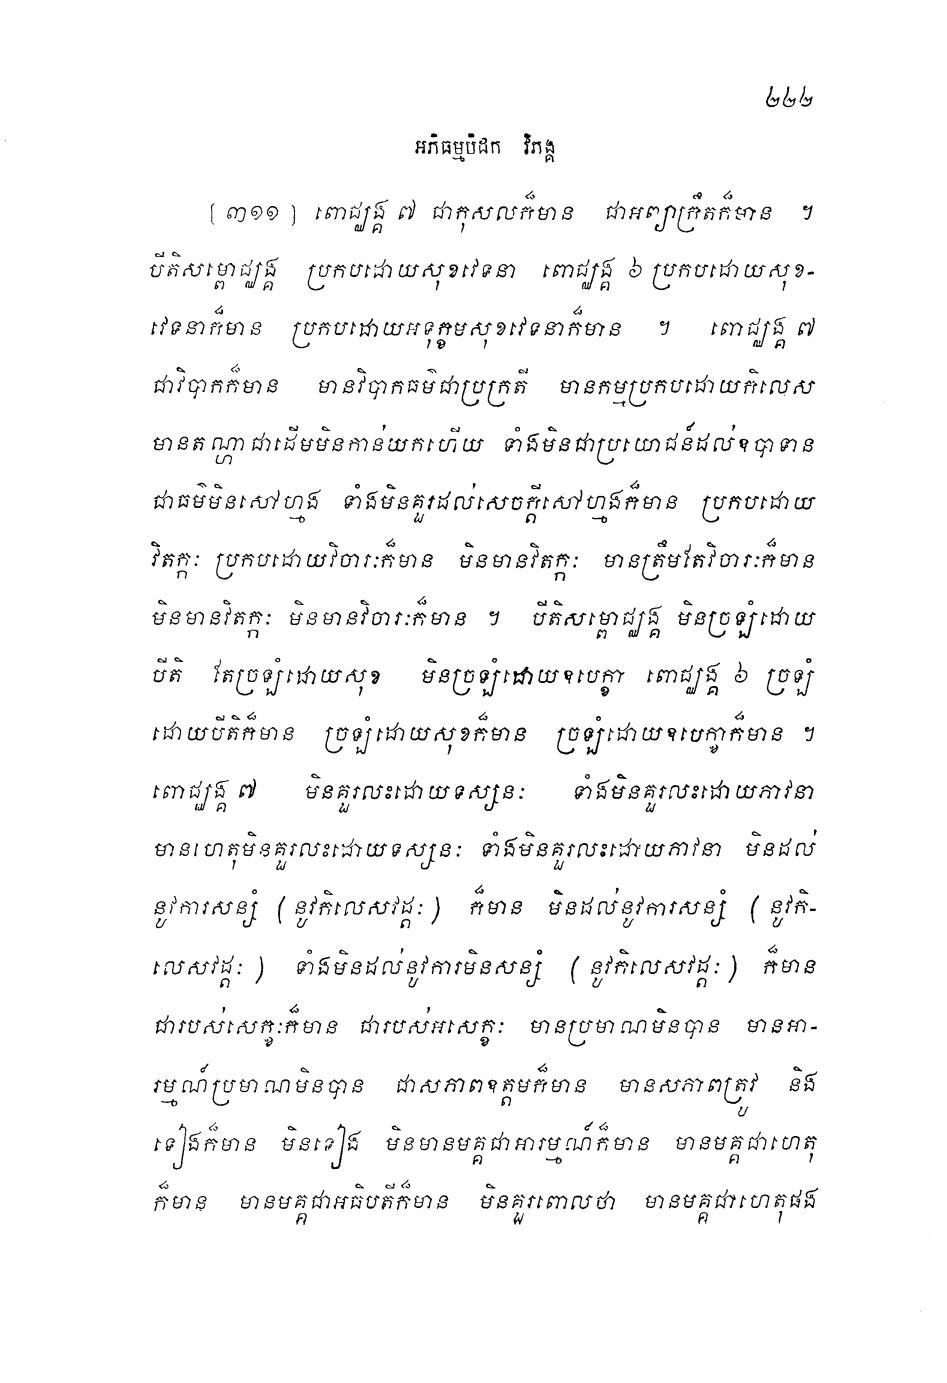 ២២២
អភិធម្មបិដក វិភង្គ
[៣១១] ពោជ្ឈង្គ ៧ ជាកុសលក៏មាន ជាអព្យាក្រឹតក៏មាន ។
បីតិសម្ពោជ្ឈង្គ ប្រកបដោយសុខវេទនា ពោជ្ឈង្គ ៦ ប្រកបដោយសុខ-
វេទនាក៏មាន ប្រកបដោយអទុក្ខមសុខវេទនាក៏មាន ។ ពោជ្ឈង្គ ៧
ជាវិបាកក៏មាន មានវិបាកធម៌ជាប្រក្រតី មានកម្មប្រកបដោយកិលេស
មានតណ្ហាជាដើមមិនកាន់យកហើយ ទាំងមិនជាប្រយោជន៍ដល់ឧបាទាន
ជាធម៌មិនសៅហ្មង ទាំងមិនគួរដល់សេចក្តីសៅហ្មងក៏មាន ប្រកបដោយ
វិតក្កៈ ប្រកបដោយវិចារៈក៏មាន មិនមានវិតក្កៈ មានត្រឹមតែវិចារៈក៏មាន
មិនមានវិតក្កៈ មិនមានវិចារៈក៏មាន ។ បីតិសម្ពោជ្ឈង្គ មិនច្រឡំដោយ
បីតិ តែច្រឡំដោយសុខ មិនច្រឡំដោយឧបេក្ខា ពោជ្ឈង្គ ៦ ច្រឡំ
ដោយបីតិក៏មាន ច្រឡំដោយសុខក៏មាន ច្រឡំដោយឧបេក្ខាក៏មាន ។
ពោជ្ឈង្គ ៧ មិនគួរលះដោយទស្សនៈ ទាំងមិនគួរលះដោយភាវនា
មានហេតុមិនគួរលះដោយទស្សនៈ ទាំងមិនគួរលះដោយភាវនា មិនដល់
នូវការសន្សំ (នូវកិលេសវដ្តៈ) ក៏មាន មិនដល់នូវការសន្សំ (នូវកិ-
លេសវដ្តៈ) ទាំងមិនដល់នូវការមិនសន្សំ (នូវកិលេសវដ្តៈ) ក៏មាន
ជារបស់សេក្ខៈក៏មាន ជារបស់អសេក្ខៈ មានប្រមាណមិនបាន មានអា-
រម្មណ៍ប្រមាណមិនបាន ជាសភាពឧត្តមក៏មាន មានសភាពត្រូវ និង
ទៀងក៏មាន មិនទៀង មិនមានមគ្គជាអារម្មណ៍ក៏មាន មានមគ្គជាហេតុ
ក៏មាន មានមគ្គជាអធិបតីក៏មាន មិនគួរពោលថា មានមគ្គជាហេតុផង